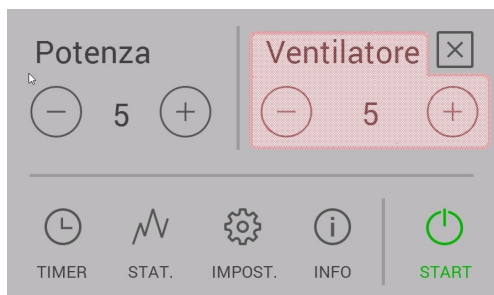 Potenza
Ventilatore
5
5
TIMER
STAT.
IMPOST.
INFO
START